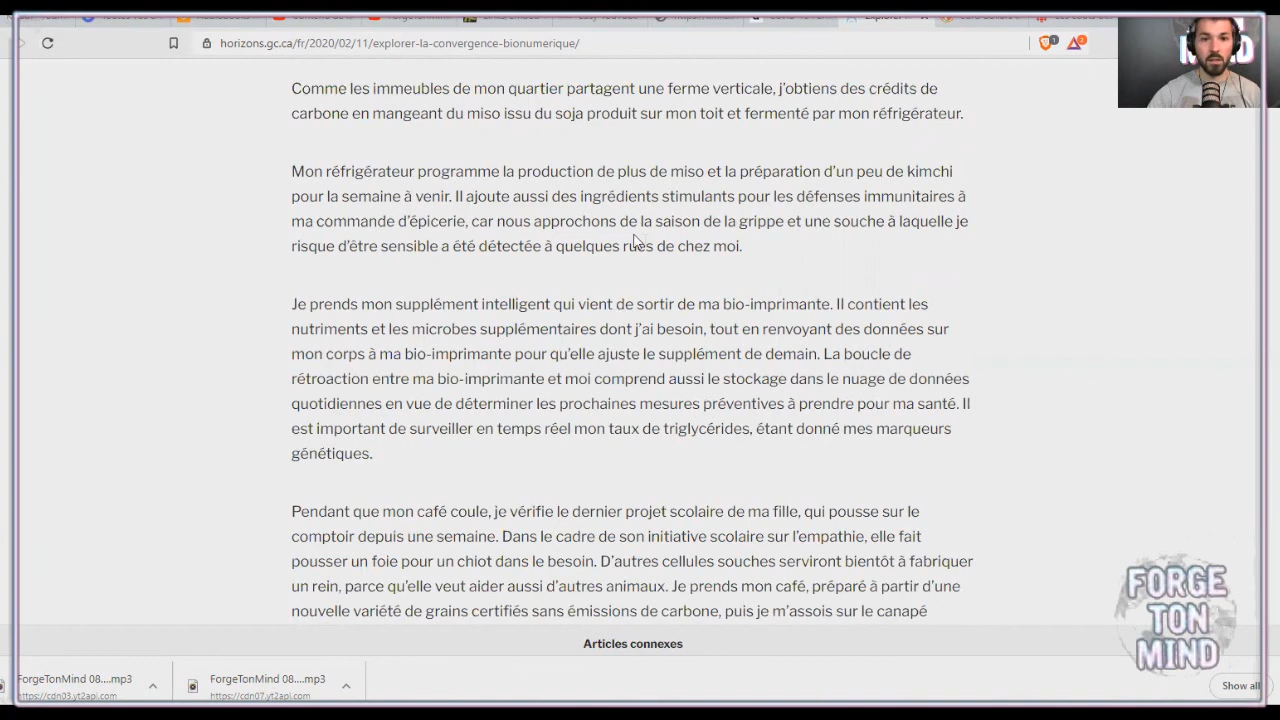 horizons.gc.ca/fr/2020/02/11/explorer-la-convergence-bionumerique/
1
2
MIND
Comme les immeubles de mon quartier partagent une ferme verticale, j'obtiens des crédits de
carbone en mangeant du miso issu du soja produit sur mon toit et fermenté par mon réfrigérateur.
Mon réfrigérateur programme la production de plus de miso et la préparation d'un peu de kimchi
pour la semaine à venir. Il ajoute aussi des ingrédients stimulants pour les défenses immunitaires à
ma commande d'épicerie, car nous approchons de la saison de la grippe et une souche à laquelle je
risque d'être sensible a été détectée à quelques rues de chez moi.
Je prends mon supplément intelligent qui vient de sortir de ma bio-imprimante. Il contient les
nutriments et les microbes supplémentaires dont j'ai besoin, tout en renvoyant des données sur
mon corps à ma bio-imprimante pour qu'elle ajuste le supplément de demain. La boucle de
rétroaction entre ma bio-imprimante et moi comprend aussi le stockage dans le nuage de données
quotidiennes en vue de déterminer les prochaines mesures préventives à prendre pour ma santé. Il
est important de surveiller en temps réel mon taux de triglycérides, étant donné mes marqueurs
génétiques.
Pendant que mon café coule, je vérifie le dernier projet scolaire de ma fille, qui pousse sur le
comptoir depuis une semaine. Dans le cadre de son initiative scolaire sur l'empathie, elle fait
pousser un foie pour un chiot dans le besoin. D'autres cellules souches serviront bientôt à fabriquer
un rein, parce qu'elle veut aider aussi d'autres animaux. Je prends mon café, préparé à partir d'une
nouvelle variété de grains certifiés sans émissions de carbone, puis je m'assois sur le canapé
FORGE
TON
MIND
Articles connexes
ForgeTonMind 08....mp3
https://cdn03.yt2api.com
ForgeTonMind 08....mp3
https://cdn07.yt2api.com
Show all